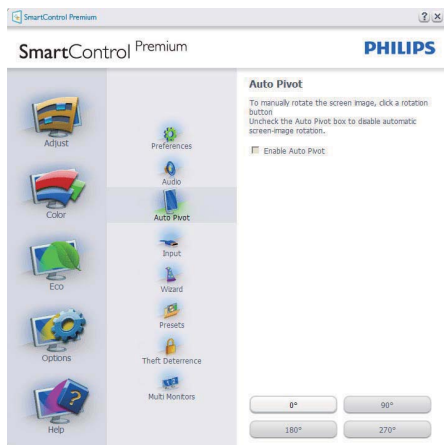 SmartControl Premium
SmartControl Premium
PHILIPS
Adjust
Color
Eco
Options
Help
Preferences
Audio
Auto Pivot
Input
Wizard
Presets
Theft Deterrence
Multi Monitors
Auto Pivot
To manually rotate the screen image, click a rotation
button
Uncheck the Auto Pivot box to disable automatic
screen-image rotation.
Enable Auto Pivot
0°
90°
180°
270°